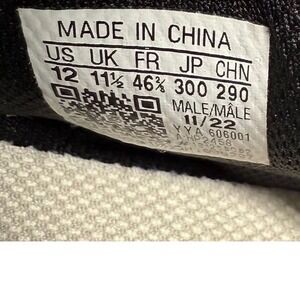 MADE IN CHINA
US UK FR JP CHN
12 11½ 46⅔ 300 290
MALE/MÂLE
11/22
YYA 606001